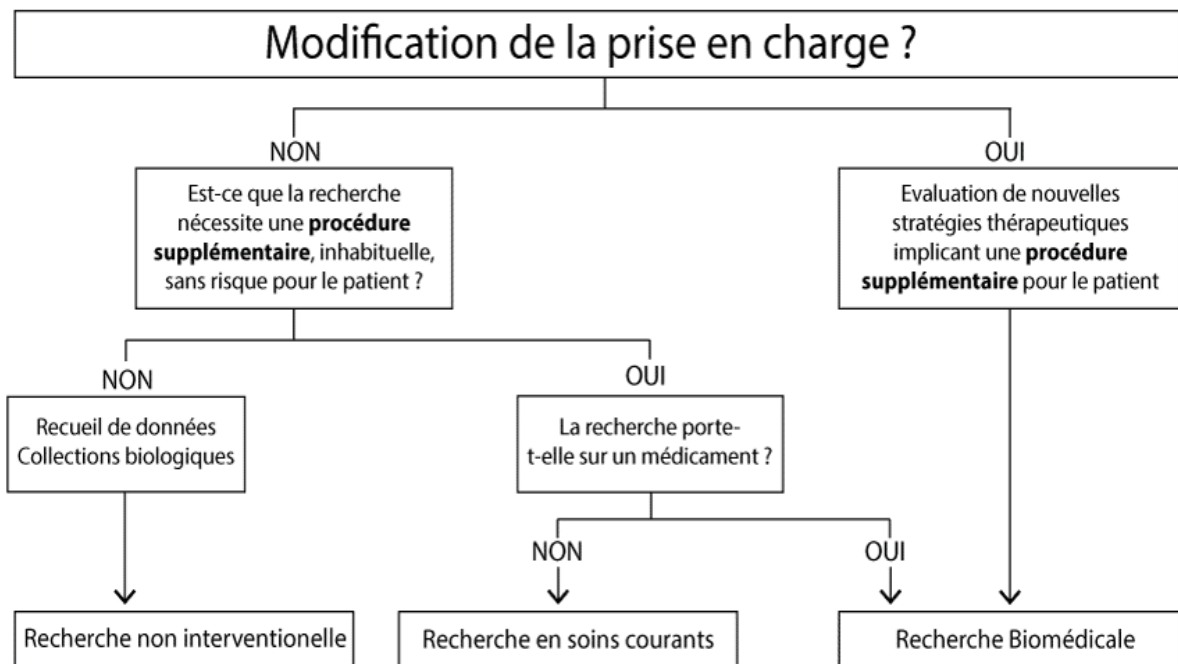 Modification de la prise en charge ?
NON
OUI
Est-ce que la recherche
nécessite une procédure
supplémentaire, inhabituelle,
sans risque pour le patient ?
Evaluation de nouvelles
stratégies thérapeutiques
implicant une procédure
supplémentaire pour le patient
NON
OUI
Recueil de données
Collections biologiques
La recherche porte-
t-elle sur un médicament ?
NON
OUI
Recherche non interventionelle
Recherche en soins courants
Recherche Biomédicale